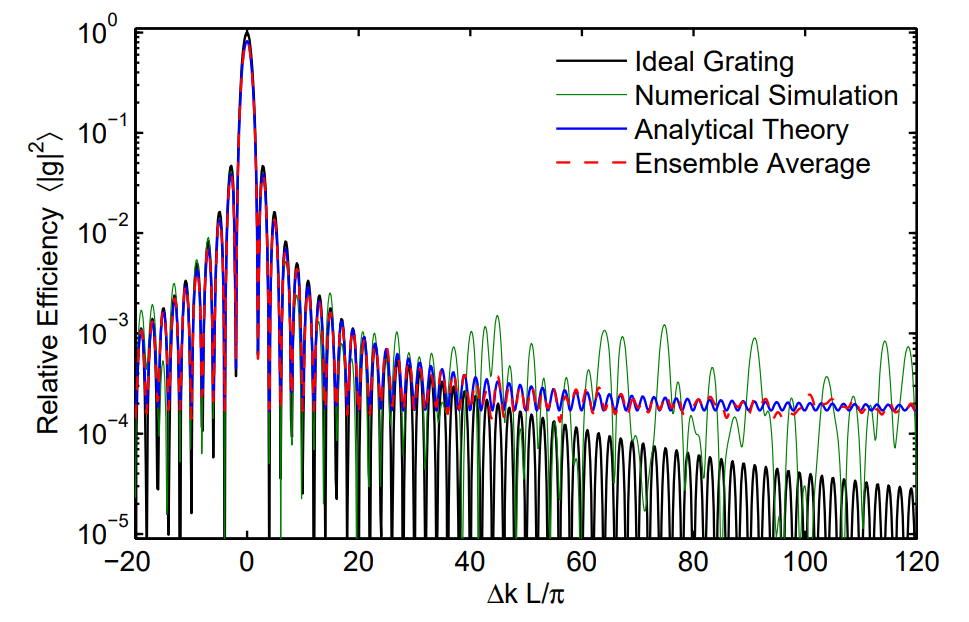 10^0
10^−1
10^−2
10^−3
10^−4
10^−5
Relative Efficiency ⟨|g|^2⟩
Ideal Grating
Numerical Simulation
Analytical Theory
Ensemble Average
−20 0 20 40 60 80 100 120
Δk L/π